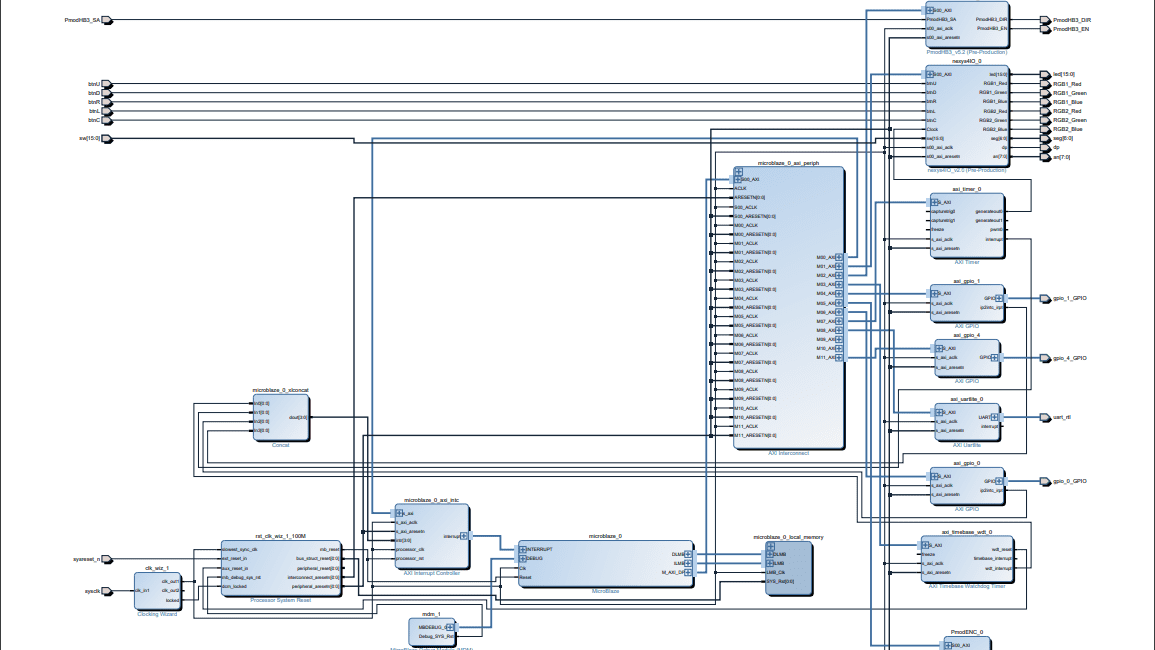 PmodHB3_SA
btnU
btnD
btnR
btnL
btnC
sw[15:0]
S00_AXI
PmodHB3_SA
s00_axi_aclk
s00_axi_aresetn
PmodHB3_DIR
PmodHB3_EN
PmodHB3_v5.2 (Pre-Production)
PmodHB3_DIR
PmodHB3_EN
nexys4IO_0
S00_AXI
btnU
btnD
btnR
btnL
btnC
Clock
sw[15:0]
s00_axi_aclk
s00_axi_aresetn
led[15:0]
RGB1_Red
RGB1_Green
RGB1_Blue
RGB2_Red
RGB2_Green
RGB2_Blue
seg[6:0]
dp
an[7:0]
nexys4IO_v2.5 (Pre-Production)
led[15:0]
RGB1_Red
RGB1_Green
RGB1_Blue
RGB2_Red
RGB2_Green
RGB2_Blue
seg[6:0]
dp
an[7:0]
microblaze_0_axi_periph
S00_AXI
ACLK
ARESETN[0:0]
S00_ACLK
S00_ARESETN[0:0]
M00_ACLK
M00_ARESETN[0:0]
M01_ACLK
M01_ARESETN[0:0]
M02_ACLK
M02_ARESETN[0:0]
M03_ACLK
M03_ARESETN[0:0]
M04_ACLK
M04_ARESETN[0:0]
M05_ACLK
M05_ARESETN[0:0]
M06_ACLK
M06_ARESETN[0:0]
M07_ACLK
M07_ARESETN[0:0]
M08_ACLK
M08_ARESETN[0:0]
M09_ACLK
M09_ARESETN[0:0]
M10_ACLK
M10_ARESETN[0:0]
M11_ACLK
M11_ARESETN[0:0]
M00_AXI
M01_AXI
M02_AXI
M03_AXI
M04_AXI
M05_AXI
M06_AXI
M07_AXI
M08_AXI
M09_AXI
M10_AXI
M11_AXI
AXI Interconnect
axi_timer_0
S_AXI
capturetrig0
capturetrig1
freeze
s_axi_aclk
s_axi_aresetn
generateout0
generateout1
pwm0
interrupt
AXI Timer
axi_gpio_1
S_AXI
s_axi_aclk
s_axi_aresetn
GPIO
ip2intc_irpt
AXI GPIO
gpio_1_GPIO
axi_gpio_4
S_AXI
s_axi_aclk
s_axi_aresetn
GPIO
AXI GPIO
gpio_4_GPIO
axi_uartlite_0
S_AXI
s_axi_aclk
s_axi_aresetn
UART
interrupt
AXI Uartlite
uart_rtl
axi_gpio_0
S_AXI
s_axi_aclk
s_axi_aresetn
GPIO
ip2intc_irpt
AXI GPIO
gpio_0_GPIO
microblaze_0_xlconcat
In0[0:0]
In1[0:0]
In2[0:0]
In3[0:0]
dout[3:0]
Concat
microblaze_0_axi_intc
s_axi
s_axi_aclk
s_axi_aresetn
intr[3:0]
processor_clk
processor_rst
interrupt
AXI Interrupt Controller
rst_clk_wiz_1_100M
slowest_sync_clk
ext_reset_in
aux_reset_in
mb_debug_sys_rst
dcm_locked
mb_reset
bus_struct_reset[0:0]
peripheral_reset[0:0]
interconnect_aresetn[0:0]
peripheral_aresetn[0:0]
Processor System Reset
sysreset_n
sysclk
clk_wiz_1
clk_in1
clk_out1
clk_out2
locked
Clocking Wizard
microblaze_0
INTERRUPT
DEBUG
Clk
Reset
DLMB
ILMB
M_AXI_DP
MicroBlaze
microblaze_0_local_memory
DLMB
ILMB
LMB_Clk
SYS_Rst[0:0]
axi_timebase_wdt_0
S_AXI
freeze
s_axi_aclk
s_axi_aresetn
wdt_reset
timebase_interrupt
wdt_interrupt
AXI Timebase Watchdog Timer
mdm_1
MBDEBUG_0
Debug_SYS_Rst
MicroBlaze Debug Module (MDM)
PmodENC_0
S00_AXI